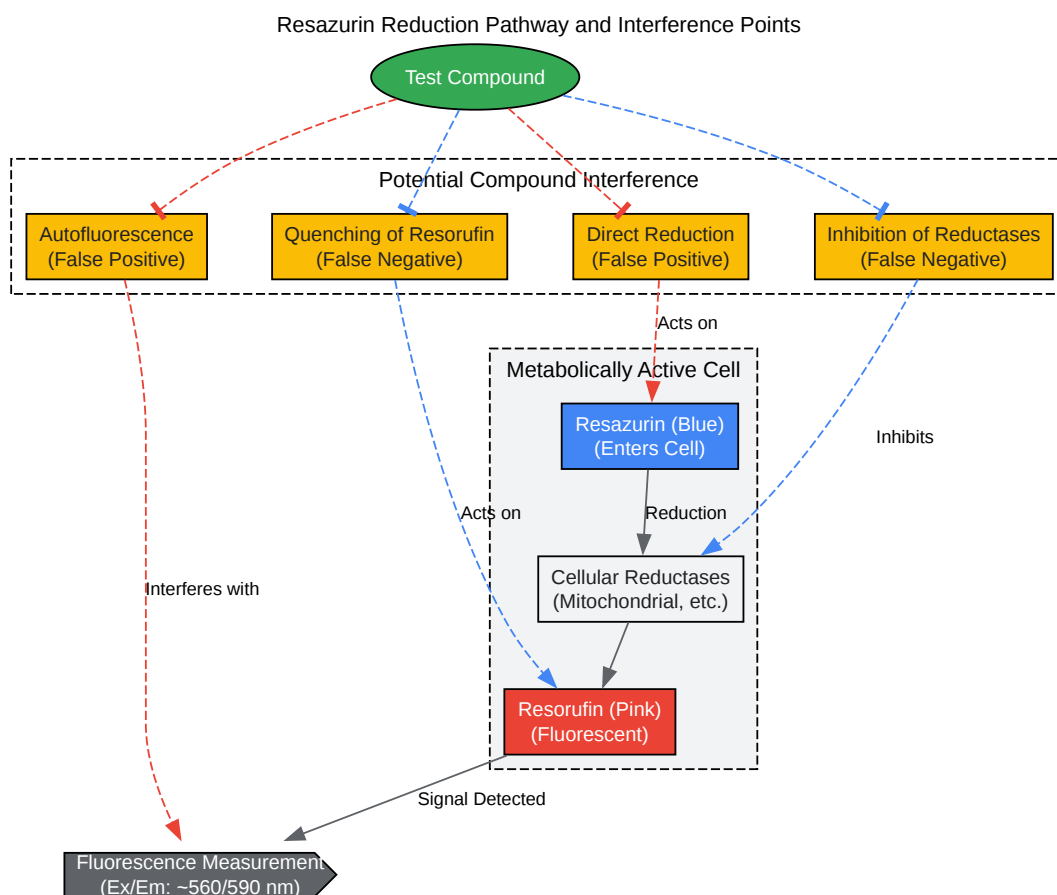 Resazurin Reduction Pathway and Interference Points
Test Compound
Potential Compound Interference
Autofluorescence
(False Positive)
Quenching of Resorufin
(False Negative)
Direct Reduction
(False Positive)
Inhibition of Reductases
(False Negative)
Acts on
Metabolically Active Cell
Resazurin (Blue)
(Enters Cell)
Inhibits
Acts on
Reduction
Cellular Reductases
(Mitochondrial, etc.)
Interferes with
Resorufin (Pink)
(Fluorescent)
Signal Detected
Fluorescence Measurement
(Ex/Em: ~560/590 nm)